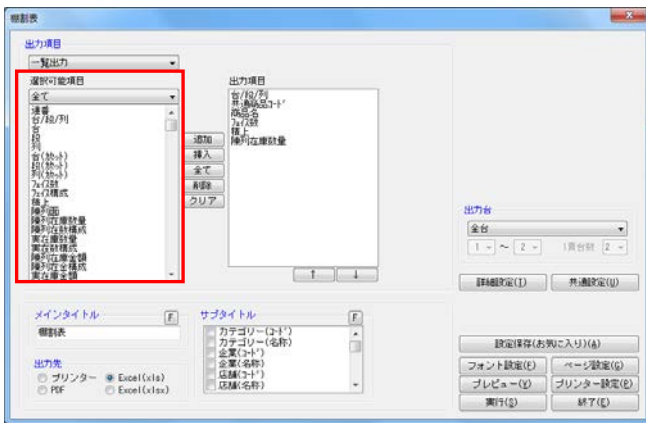 棚割表
出力項目
一覧出力
選択可能項目
全て
連番
台/段/列
台
段
列
台(ｶｾｯﾄ)
段(ｶｾｯﾄ)
列(ｶｾｯﾄ)
ﾌｪｲｽ数
ﾌｪｲｽ構成
積上
陳列面
陳列在庫数量
陳列在数構成
実在庫数量
実在数構成
陳列在庫金額
陳列在金構成
実在庫金額
追加
挿入
全て
削除
クリア
出力項目
台/段/列
共通商品ｺｰﾄﾞ
商品名
ﾌｪｲｽ数
積上
陳列在庫数量
↑
↓
出力台
全台
1 ～ 2
1頁台数 2
詳細設定(I)
共通設定(U)
メインタイトル
F
棚割表
出力先
プリンター
Excel(xls)
PDF
Excel(xlsx)
サブタイトル
F
カテゴリー(ｺｰﾄﾞ)
カテゴリー(名称)
企業(ｺｰﾄﾞ)
企業(名称)
店舗(ｺｰﾄﾞ)
店舗(名称)
設定保存(お気に入り)(A)
フォント設定(F)
ページ設定(G)
プレビュー(V)
プリンター設定(P)
実行(S)
終了(E)